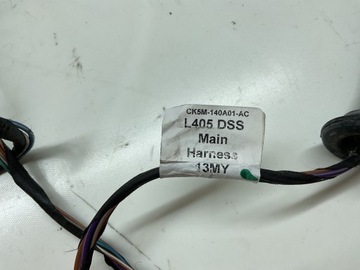 CK5M-140A01-AC
L405 DSS
Main
Harness
13MY